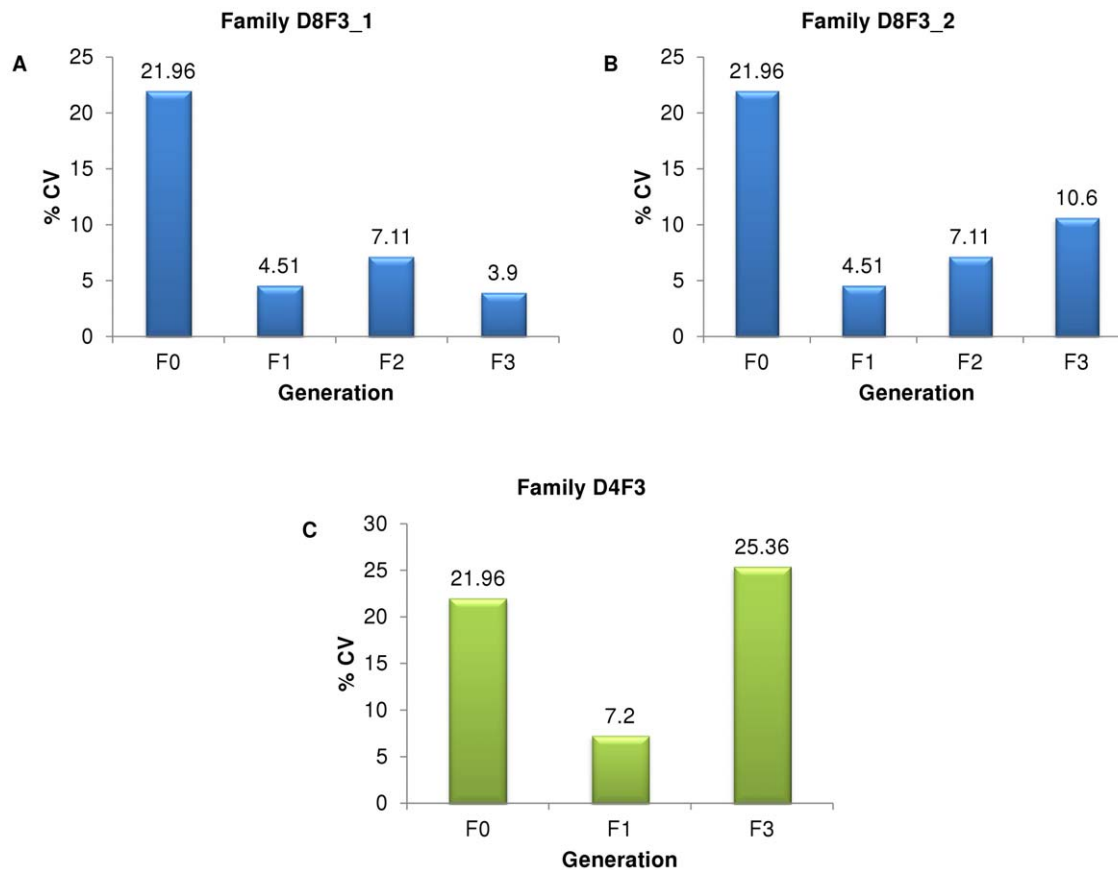 Family D8F3_1
A
25
20
15
10
5
0
% CV
21.96
4.51
7.11
3.9
F0 F1 F2 F3
Generation
Family D8F3_2
B
25
20
15
10
5
0
% CV
21.96
4.51
7.11
10.6
F0 F1 F2 F3
Generation
Family D4F3
C
30
25
20
15
10
5
0
% CV
21.96
7.2
25.36
F0 F1 F3
Generation